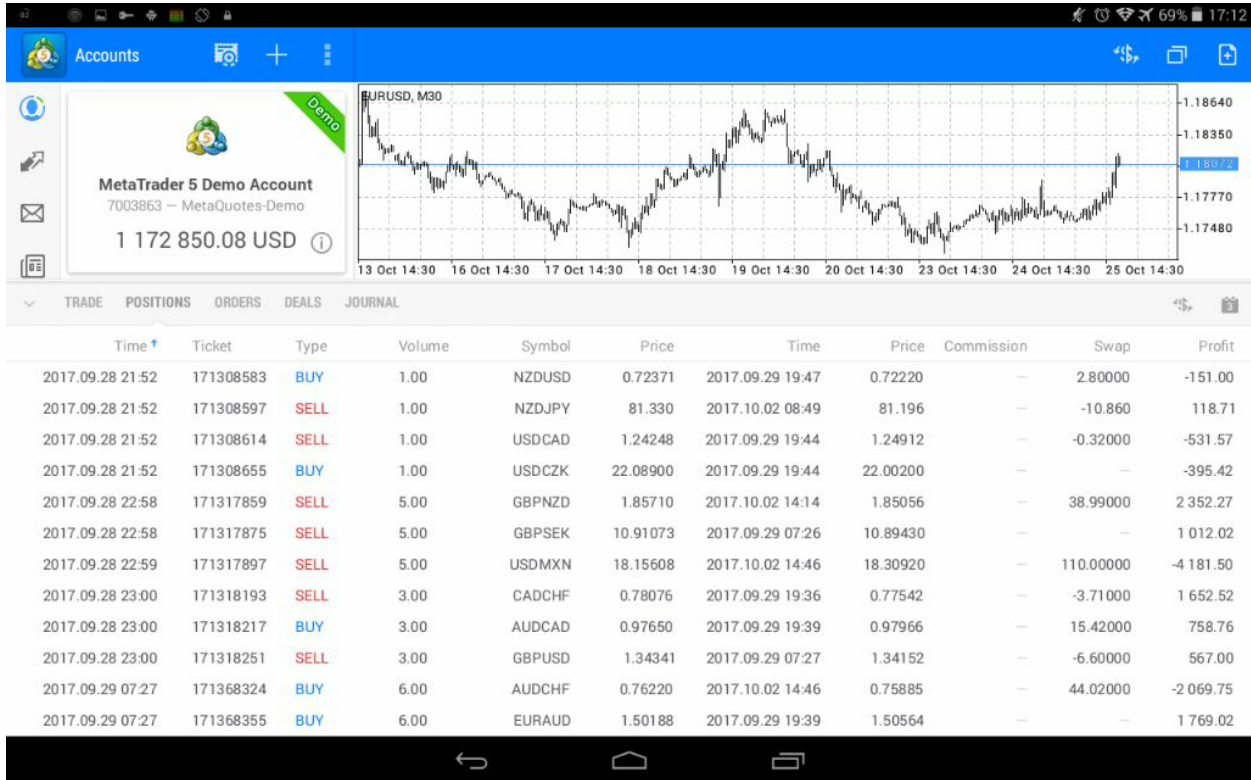 69% 17:12
Accounts
Demo
MetaTrader 5 Demo Account
7003863 — MetaQuotes-Demo
1 172 850.08 USD
EURUSD, M30
1.18640
1.18350
1.18072
1.17770
1.17480
13 Oct 14:30 16 Oct 14:30 17 Oct 14:30 18 Oct 14:30 19 Oct 14:30 20 Oct 14:30 23 Oct 14:30 24 Oct 14:30 25 Oct 14:30
TRADE POSITIONS ORDERS DEALS JOURNAL
Time Ticket Type Volume Symbol Price Time Price Commission Swap Profit
2017.09.28 21:52 171308583 BUY 1.00 NZDUSD 0.72371 2017.09.29 19:47 0.72220 — 2.80000 -151.00
2017.09.28 21:52 171308597 SELL 1.00 NZDJPY 81.330 2017.10.02 08:49 81.196 — -10.860 118.71
2017.09.28 21:52 171308614 SELL 1.00 USDCAD 1.24248 2017.09.29 19:44 1.24912 — -0.32000 -531.57
2017.09.28 21:52 171308655 BUY 1.00 USDCZK 22.08900 2017.09.29 19:44 22.00200 — — -395.42
2017.09.28 22:58 171317859 SELL 5.00 GBPNZD 1.85710 2017.10.02 14:14 1.85056 — 38.99000 2 352.27
2017.09.28 22:58 171317875 SELL 5.00 GBPSEK 10.91073 2017.09.29 07:26 10.89430 — — 1 012.02
2017.09.28 22:59 171317897 SELL 5.00 USDMXN 18.15608 2017.10.02 14:46 18.30920 — 110.00000 -4 181.50
2017.09.28 23:00 171318193 SELL 3.00 CADCHF 0.78076 2017.09.29 19:36 0.77542 — -3.71000 1 652.52
2017.09.28 23:00 171318217 BUY 3.00 AUDCAD 0.97650 2017.09.29 19:39 0.97966 — 15.42000 758.76
2017.09.28 23:00 171318251 SELL 3.00 GBPUSD 1.34341 2017.09.29 07:27 1.34152 — -6.60000 567.00
2017.09.29 07:27 171368324 BUY 6.00 AUDCHF 0.76220 2017.10.02 14:46 0.75885 — 44.02000 -2 069.75
2017.09.29 07:27 171368355 BUY 6.00 EURAUD 1.50188 2017.09.29 19:39 1.50564 — — 1 769.02